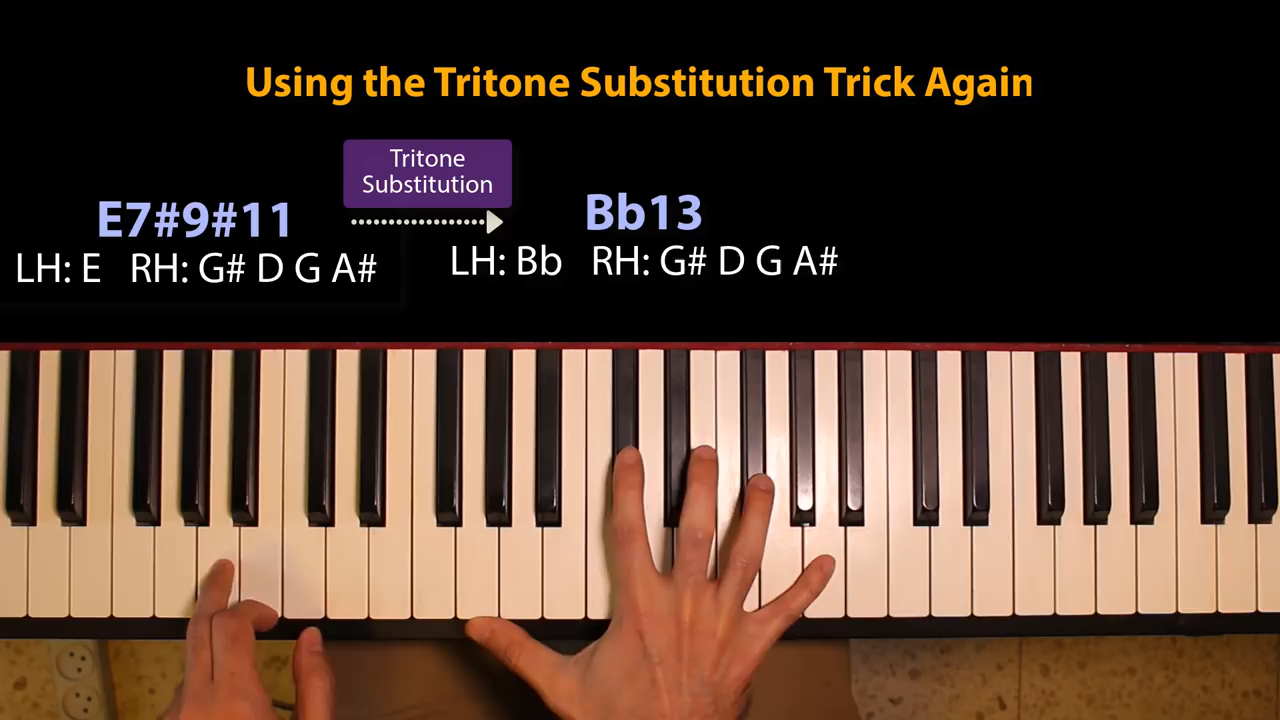 Using the Tritone Substitution Trick Again
Tritone
Substitution
E7#9#11
Bb13
LH: E RH: G# D G A#
LH: Bb RH: G# D G A#